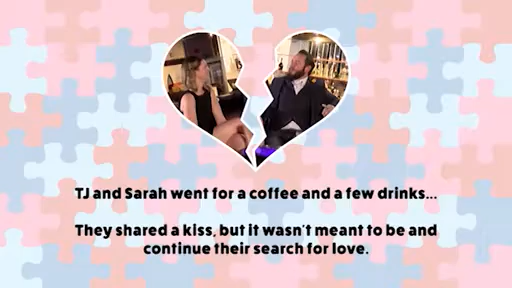 TJ and Sarah went for a coffee and a few drinks...
They shared a kiss, but it wasn't meant to be and
continue their search for love.